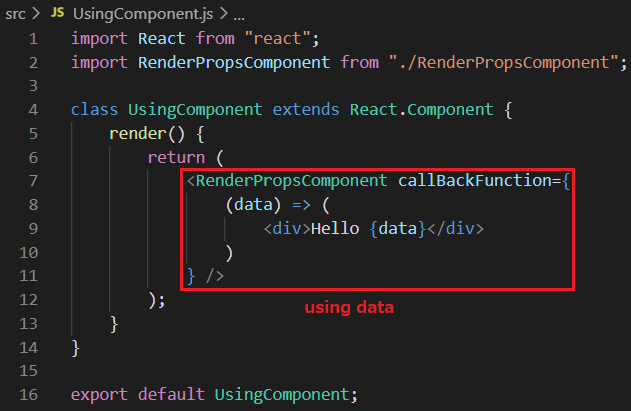 src > JS UsingComponent.js > ...
1 import React from "react";
2 import RenderPropsComponent from "./RenderPropsComponent";
3
4 class UsingComponent extends React.Component {
5     render() {
6         return (
7             <RenderPropsComponent callBackFunction={
8                 (data) => (
9                     <div>Hello {data}</div>
10                 )
11             } />
12         );
using data
13     }
14 }
15
16 export default UsingComponent;